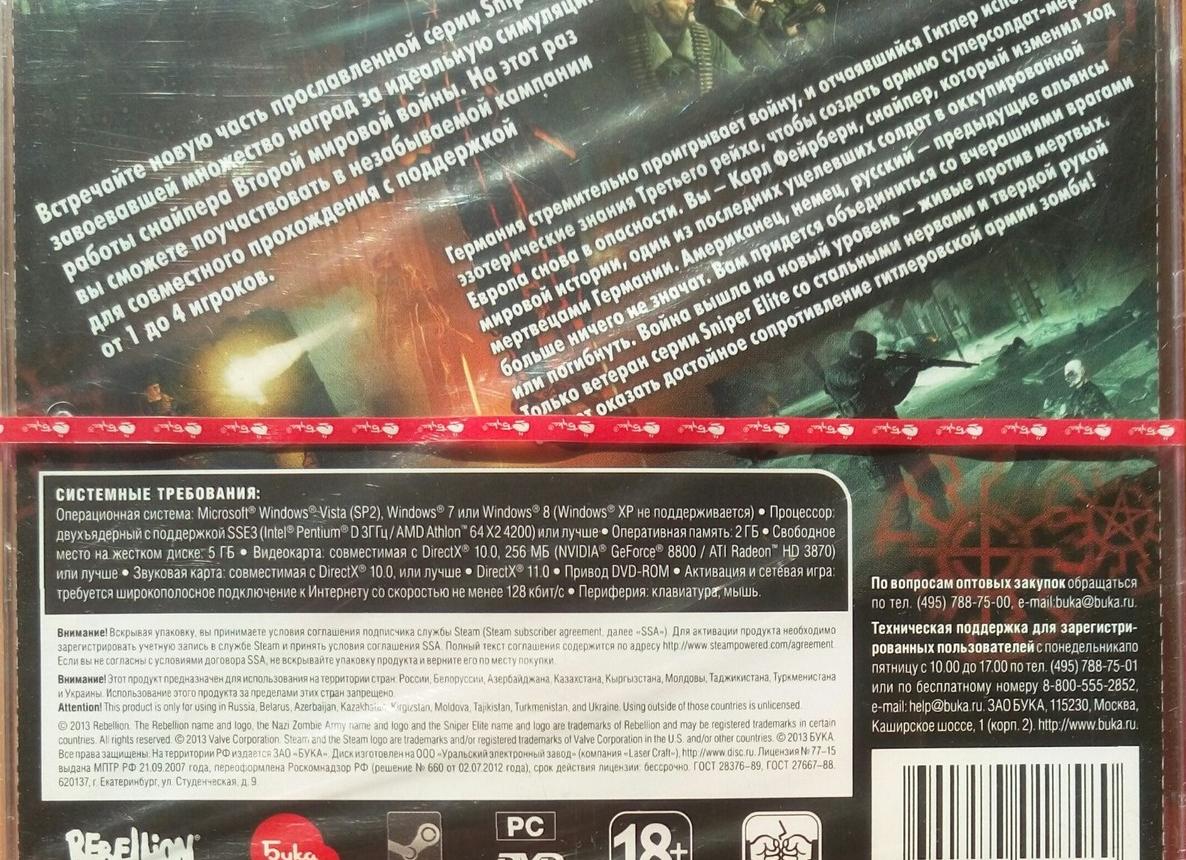 Встречайте новую часть прославленной серии Snip
завоевавшей множество наград за идеальную симуляци
работы снайпера Второй мировой войны. На этот раз
вы сможете поучаствовать в незабываемой кампании
для совместного прохождения с поддержкой
от 1 до 4 игроков.
Германия стремительно проигрывает войну, и отчаявшийся Гитлер испо
эзотерические знания Третьего рейха, чтобы создать армию суперсолдат-мер
Европа снова в опасности. Вы – Карл Фейрберн, снайпер, который изменил ход
мировой истории, один из последних уцелевших солдат в оккупированной
мертвецами Германии. Американец, немец, русский – предыдущие альянсы
больше ничего не значат. Вам придется объединиться со вчерашними врагами
или погибнуть. Война вышла на новый уровень – живые против мертвых.
Только ветеран серии Sniper Elite со стальными нервами и твердой рукой
оказать достойное сопротивление гитлеровской армии зомби!
СИСТЕМНЫЕ ТРЕБОВАНИЯ:
Операционная система: Microsoft® Windows® Vista (SP2), Windows® 7 или Windows® 8 (Windows® XP не поддерживается) • Процессор:
двухъядерный с поддержкой SSE3 (Intel® Pentium® D 3ГГц / AMD Athlon™ 64 X2 4200) или лучше • Оперативная память: 2 ГБ • Свободное
место на жестком диске: 5 ГБ • Видеокарта: совместимая с DirectX® 10.0, 256 МБ (NVIDIA® GeForce® 8800 / ATI Radeon™ HD 3870)
или лучше • Звуковая карта: совместимая с DirectX® 10.0, или лучше • DirectX® 11.0 • Привод DVD-ROM • Активация и сетевая игра:
требуется широкополосное подключение к Интернету со скоростью не менее 128 кбит/с • Периферия: клавиатура, мышь.
Внимание! Вскрывая упаковку, вы принимаете условия соглашения подписчика службы Steam (Steam subscriber agreement, далее «SSA»). Для активации продукта необходимо
зарегистрировать учетную запись в службе Steam и принять условия соглашения SSA. Полный текст соглашения содержится по адресу http://www.steampowered.com/agreement.
Если вы не согласны с условиями договора SSA, не вскрывайте упаковку продукта и верните его по месту покупки.
Внимание! Этот продукт предназначен для использования на территории стран: России, Белоруссии, Азербайджана, Казахстана, Кыргызстана, Молдовы, Таджикистана, Туркменистана
и Украины. Использование этого продукта за пределами этих стран запрещено.
Attention! This product is only for using in Russia, Belarus, Azerbaijan, Kazakhstan, Kirgizstan, Moldova, Tajikistan, Turkmenistan, and Ukraine. Using outside of those countries is unlicensed.
© 2013 Rebellion. The Rebellion name and logo, the Nazi Zombie Army name and logo and the Sniper Elite name and logo are trademarks of Rebellion and may be registered trademarks in certain
countries. All rights reserved. © 2013 Valve Corporation. Steam and the Steam logo are trademarks and/or registered trademarks of Valve Corporation in the U.S. and/or other countries. © 2013 БУКА.
Все права защищены. На территории РФ издается ЗАО «БУКА». Диск изготовлен на ООО «Уральский электронный завод» (компания «Laser Craft»), http://www.disc.ru. Лицензия № 77–15
выдана МПТР РФ 21.09.2007 года, переоформлена Роскомнадзор РФ (решение № 660 от 02.07.2012 года), срок действия лицензии: бессрочно. ГОСТ 28376–89, ГОСТ 27667–88.
620137, г. Екатеринбург, ул. Студенческая, д. 9.
По вопросам оптовых закупок обращаться
по тел. (495) 788-75-00, e-mail:buka@buka.ru.
Техническая поддержка для зарегистри-
рованных пользователей с понедельникапо
пятницу с 10.00 до 17.00 по тел. (495) 788-75-01
или по бесплатному номеру 8-800-555-2852,
e-mail: help@buka.ru. ЗАО БУКА, 115230, Москва,
Каширское шоссе, 1 (корп. 2). http://www.buka.ru.
REBELLION®
Бука
PC
DVD
18+